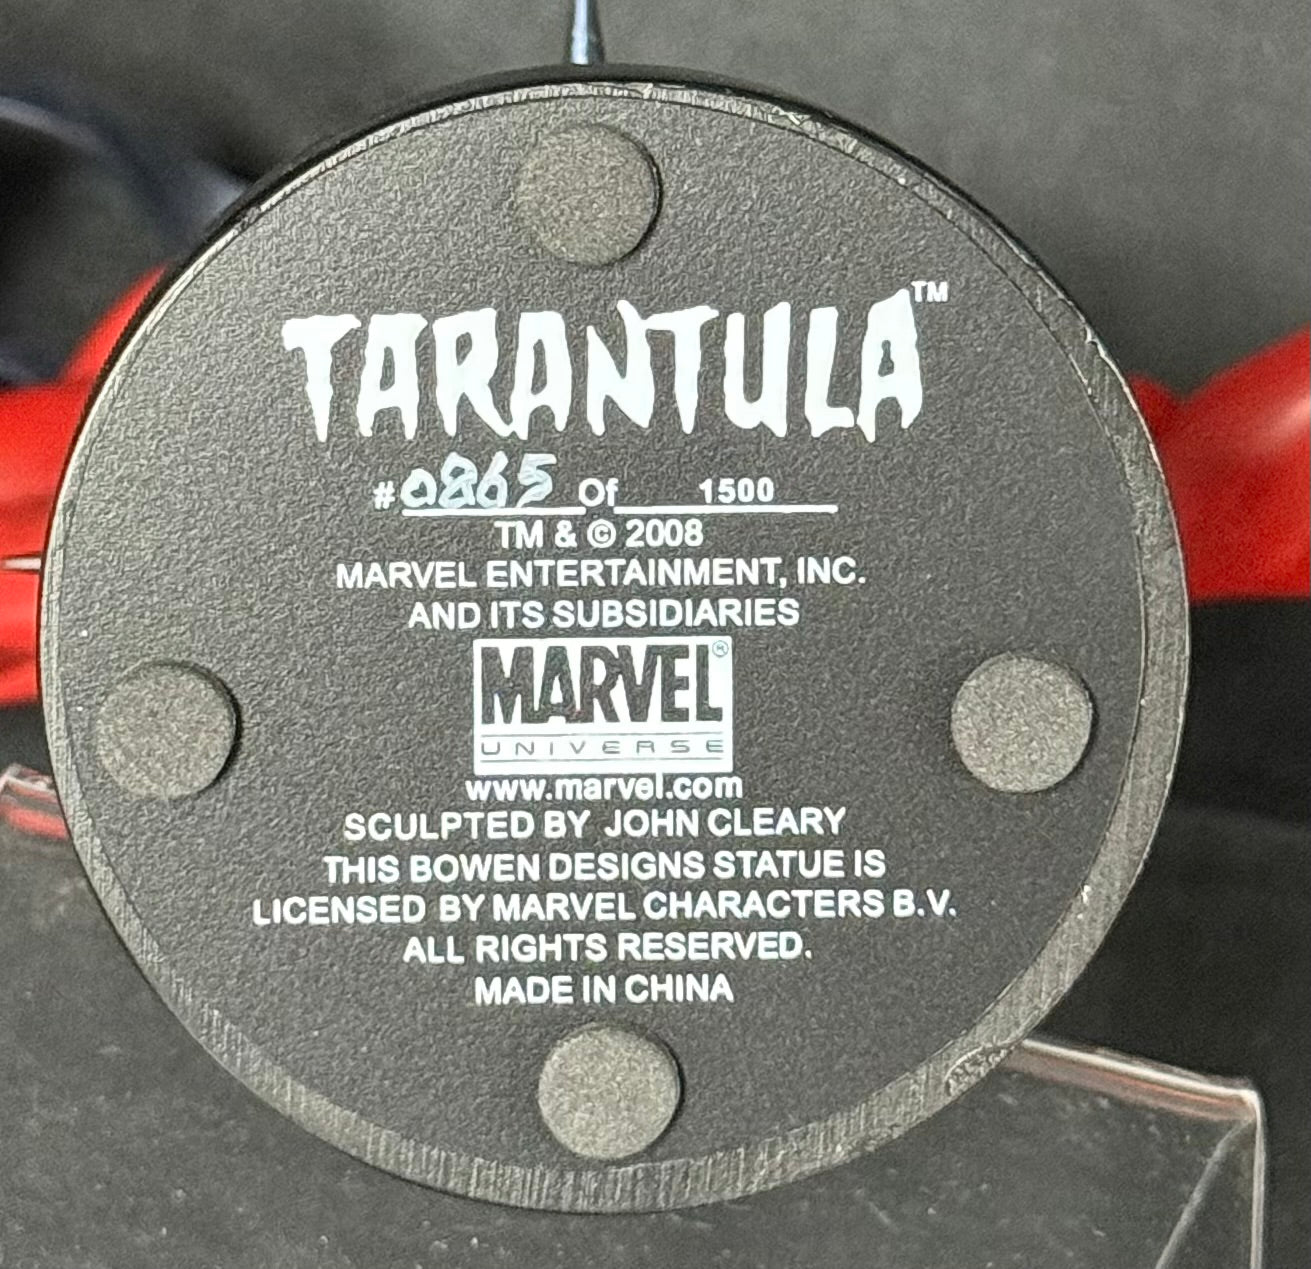 TARANTULA™
#0865 Of 1500
TM & © 2008
MARVEL ENTERTAINMENT, INC.
AND ITS SUBSIDIARIES
MARVEL®
UNIVERSE
www.marvel.com
SCULPTED BY JOHN CLEARY
THIS BOWEN DESIGNS STATUE IS
LICENSED BY MARVEL CHARACTERS B.V.
ALL RIGHTS RESERVED.
MADE IN CHINA